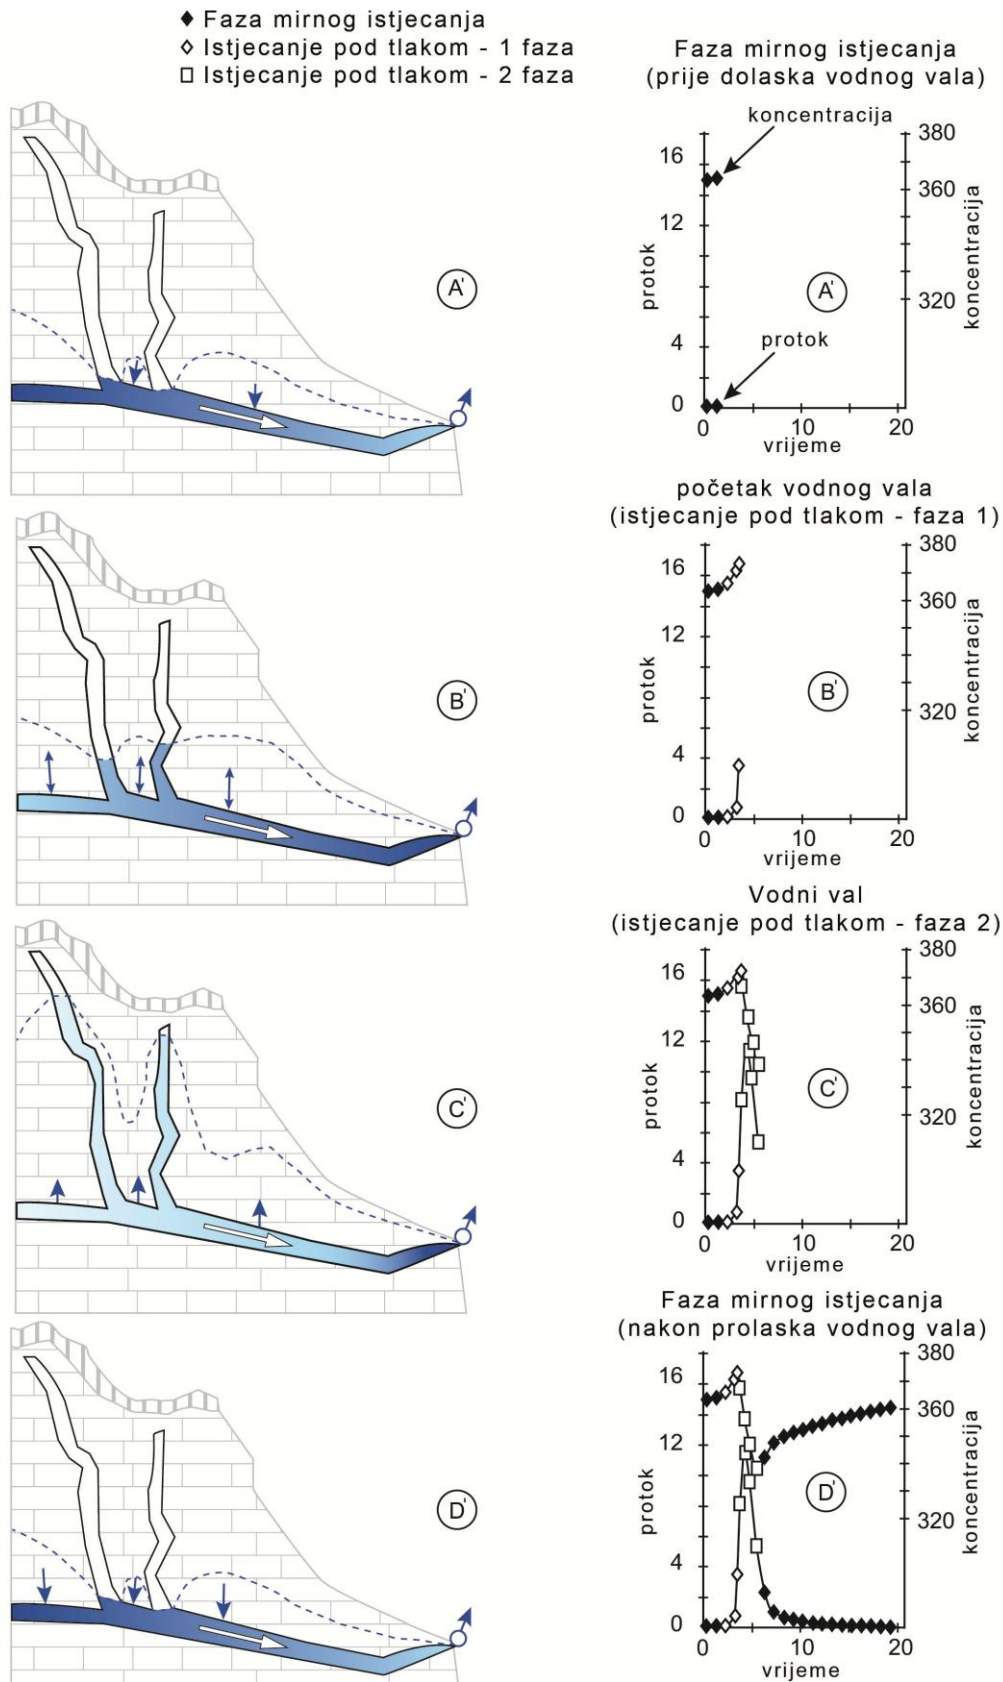 Faza mirnog istjecanja
Istjecanje pod tlakom - 1 faza
Istjecanje pod tlakom - 2 faza
Faza mirnog istjecanja
(prije dolaska vodnog vala)
koncentracija
380
16
360
12
protok
koncentracija
A'
A'
320
protok
4
0
0
10
20
vrijeme
početak vodnog vala
(istjecanje pod tlakom - faza 1)
380
16
360
12
protok
koncentracija
B'
B'
320
4
0
0
10
20
vrijeme
Vodni val
(istjecanje pod tlakom - faza 2)
380
16
360
12
protok
koncentracija
C'
C'
320
4
0
0
10
20
vrijeme
Faza mirnog istjecanja
(nakon prolaska vodnog vala)
380
16
360
12
protok
koncentracija
D'
D'
320
4
0
0
10
20
vrijeme